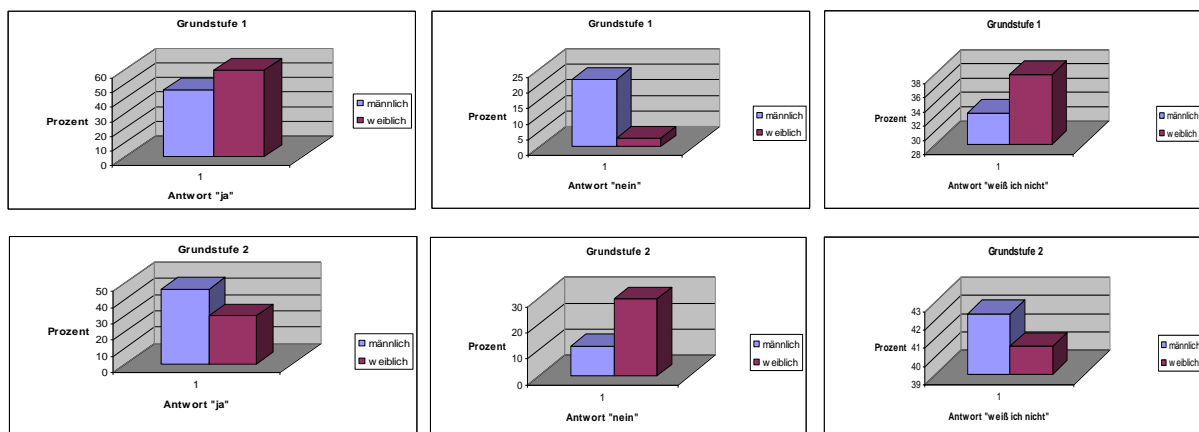 Grundstufe 1
60
50
40
30
20
10
0
Prozent
männlich
weiblich
1
Antwort "ja"
Grundstufe 1
25
20
15
10
5
0
Prozent
männlich
weiblich
1
Antwort "nein"
Grundstufe 1
38
36
34
32
30
28
Prozent
männlich
weiblich
1
Antwort "weiß ich nicht"
Grundstufe 2
50
40
30
20
10
0
Prozent
männlich
weiblich
1
Antwort "ja"
Grundstufe 2
30
20
10
0
Prozent
männlich
weiblich
1
Antwort "nein"
Grundstufe 2
43
42
41
40
39
Prozent
männlich
weiblich
1
Antwort "weiß ich nicht"